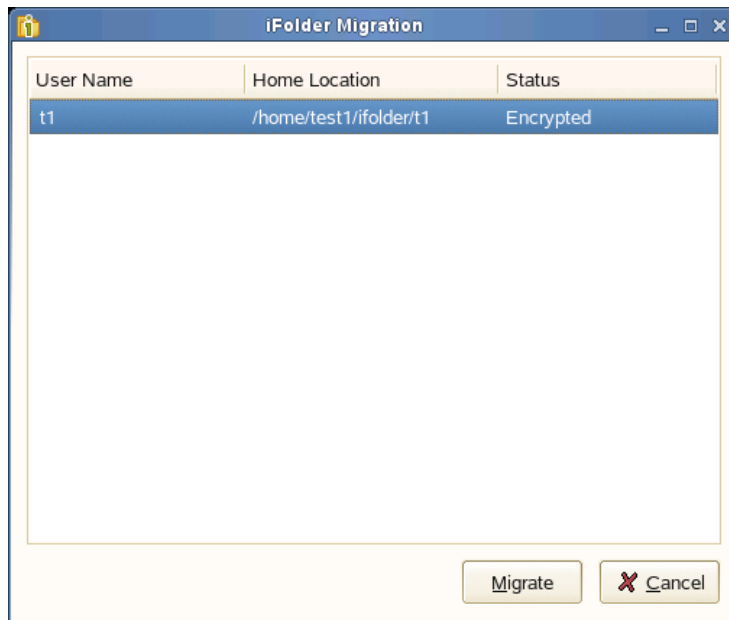 iFolder Migration
User Name Home Location Status
t1 /home/test1/ifolder/t1 Encrypted
Migrate Cancel